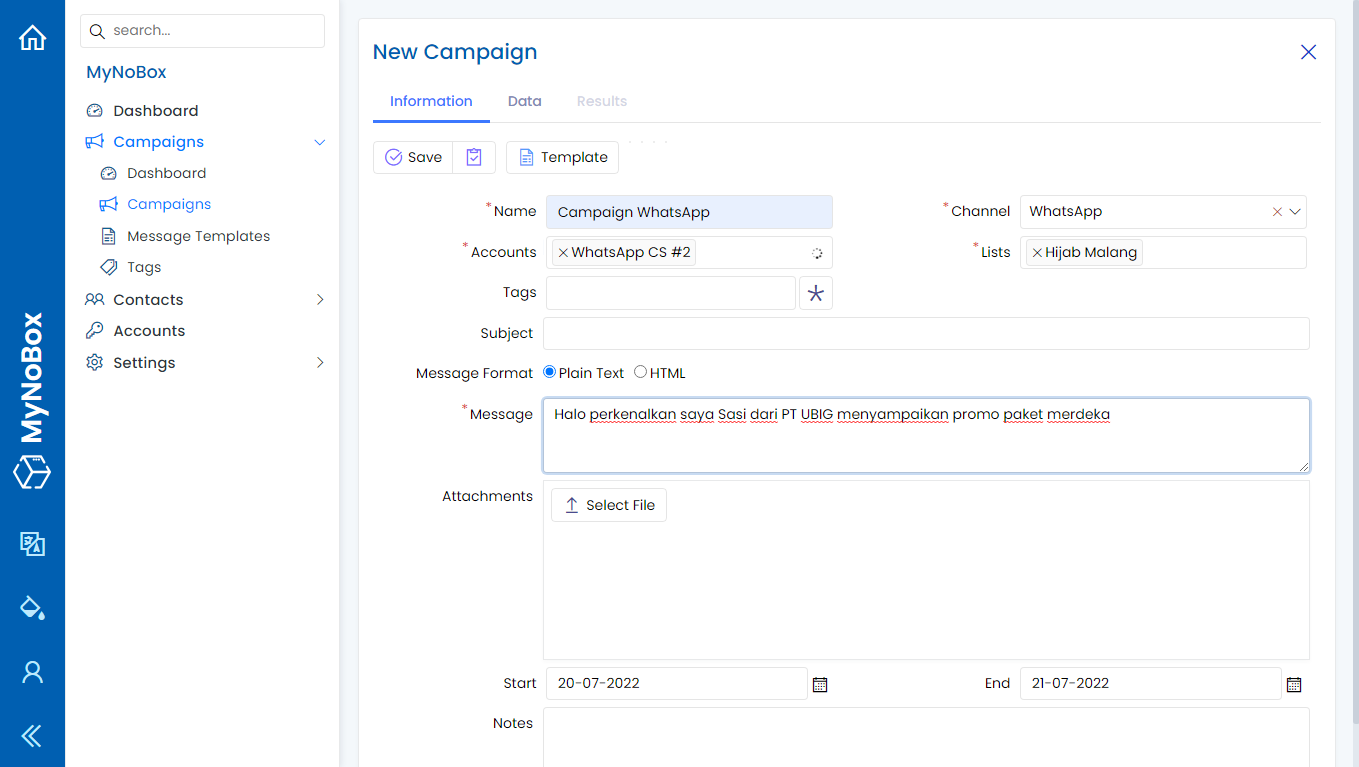 MyNoBox
search...
MyNoBox
Dashboard
Campaigns
Dashboard
Campaigns
Message Templates
Tags
Contacts
Accounts
Settings
New Campaign
Information Data Results
Save Template
*Name Campaign WhatsApp *Channel WhatsApp
*Accounts WhatsApp CS #2 *Lists Hijab Malang
Tags
Subject
Message Format Plain Text HTML
*Message Halo perkenalkan saya Sasi dari PT UBIG menyampaikan promo paket merdeka
Attachments Select File
Start 20-07-2022 End 21-07-2022
Notes